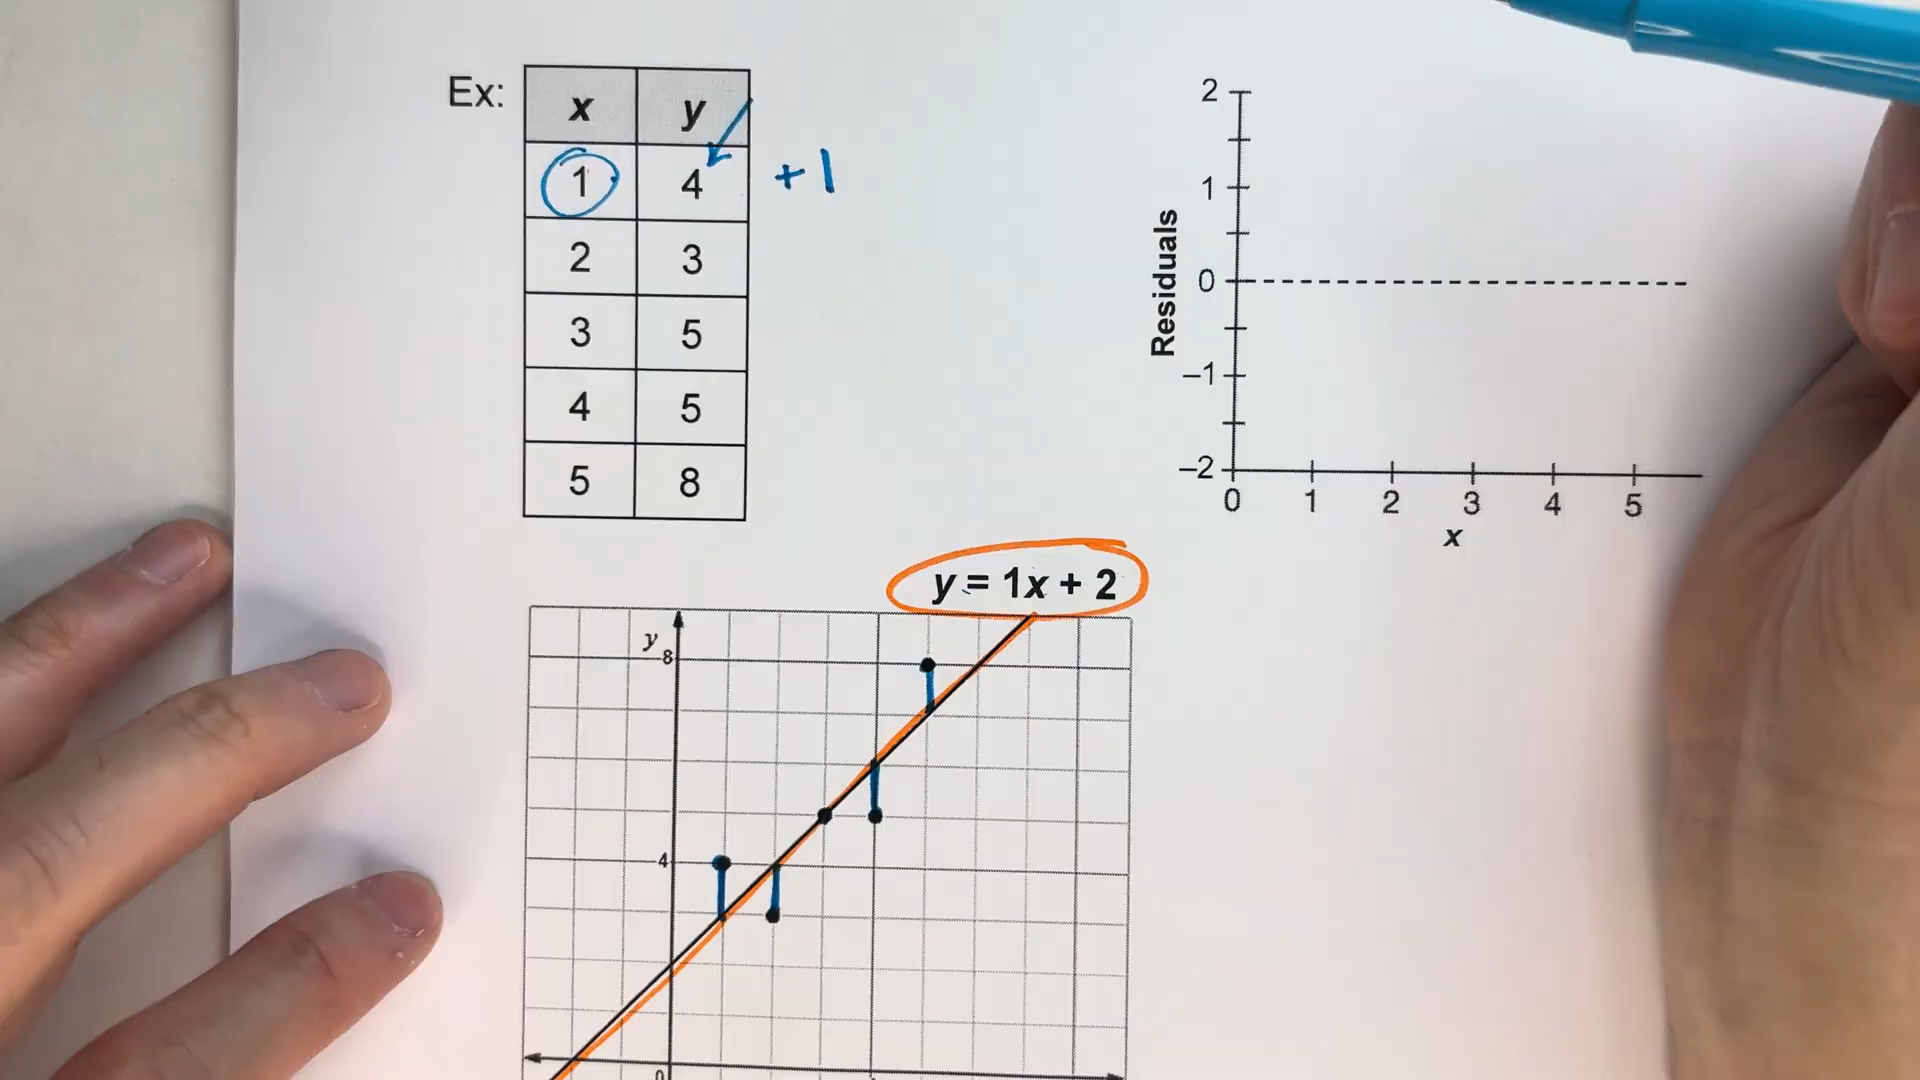 Ex:
x y
1 4 +1
2 3
3 5
4 5
5 8
2
1
0
–1
–2
Residuals
0 1 2 3 4 5
x
y = 1x + 2
y
8
4
0